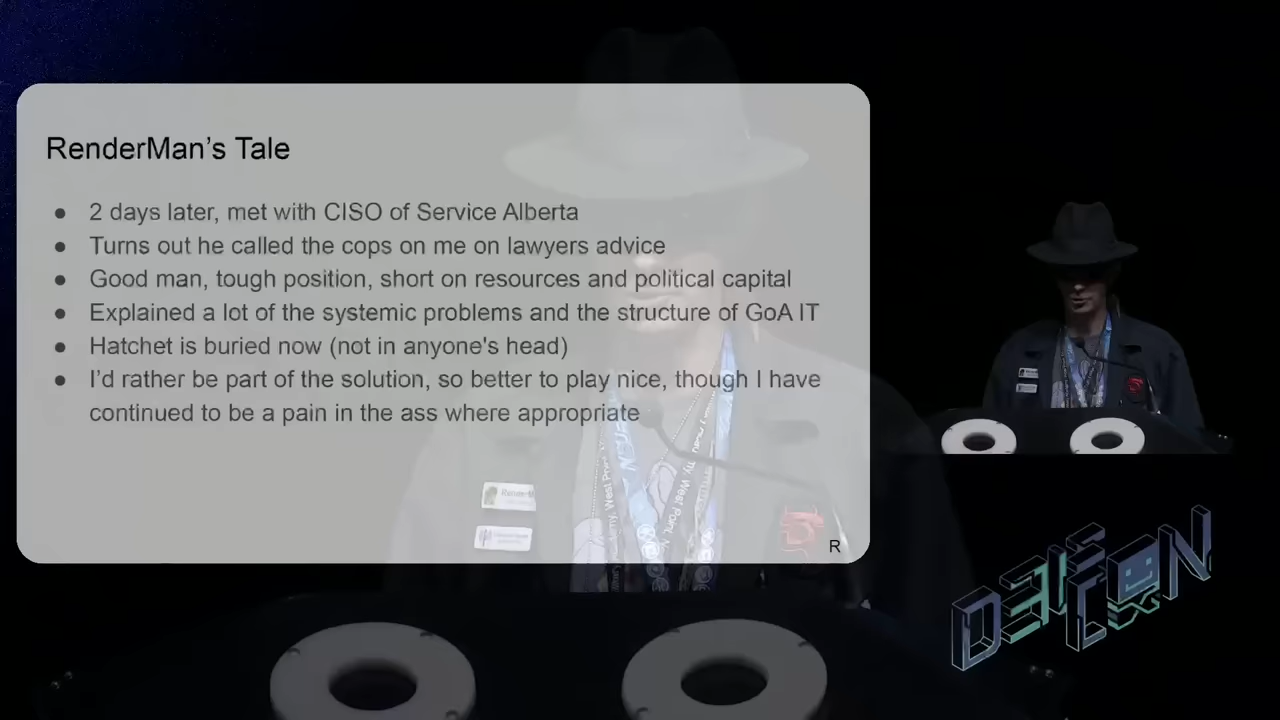 RenderMan's Tale
● 2 days later, met with CISO of Service Alberta
● Turns out he called the cops on me on lawyers advice
● Good man, tough position, short on resources and political capital
● Explained a lot of the systemic problems and the structure of GoA IT
● Hatchet is buried now (not in anyone's head)
● I'd rather be part of the solution, so better to play nice, though I have
continued to be a pain in the ass where appropriate
R
DEF
CON